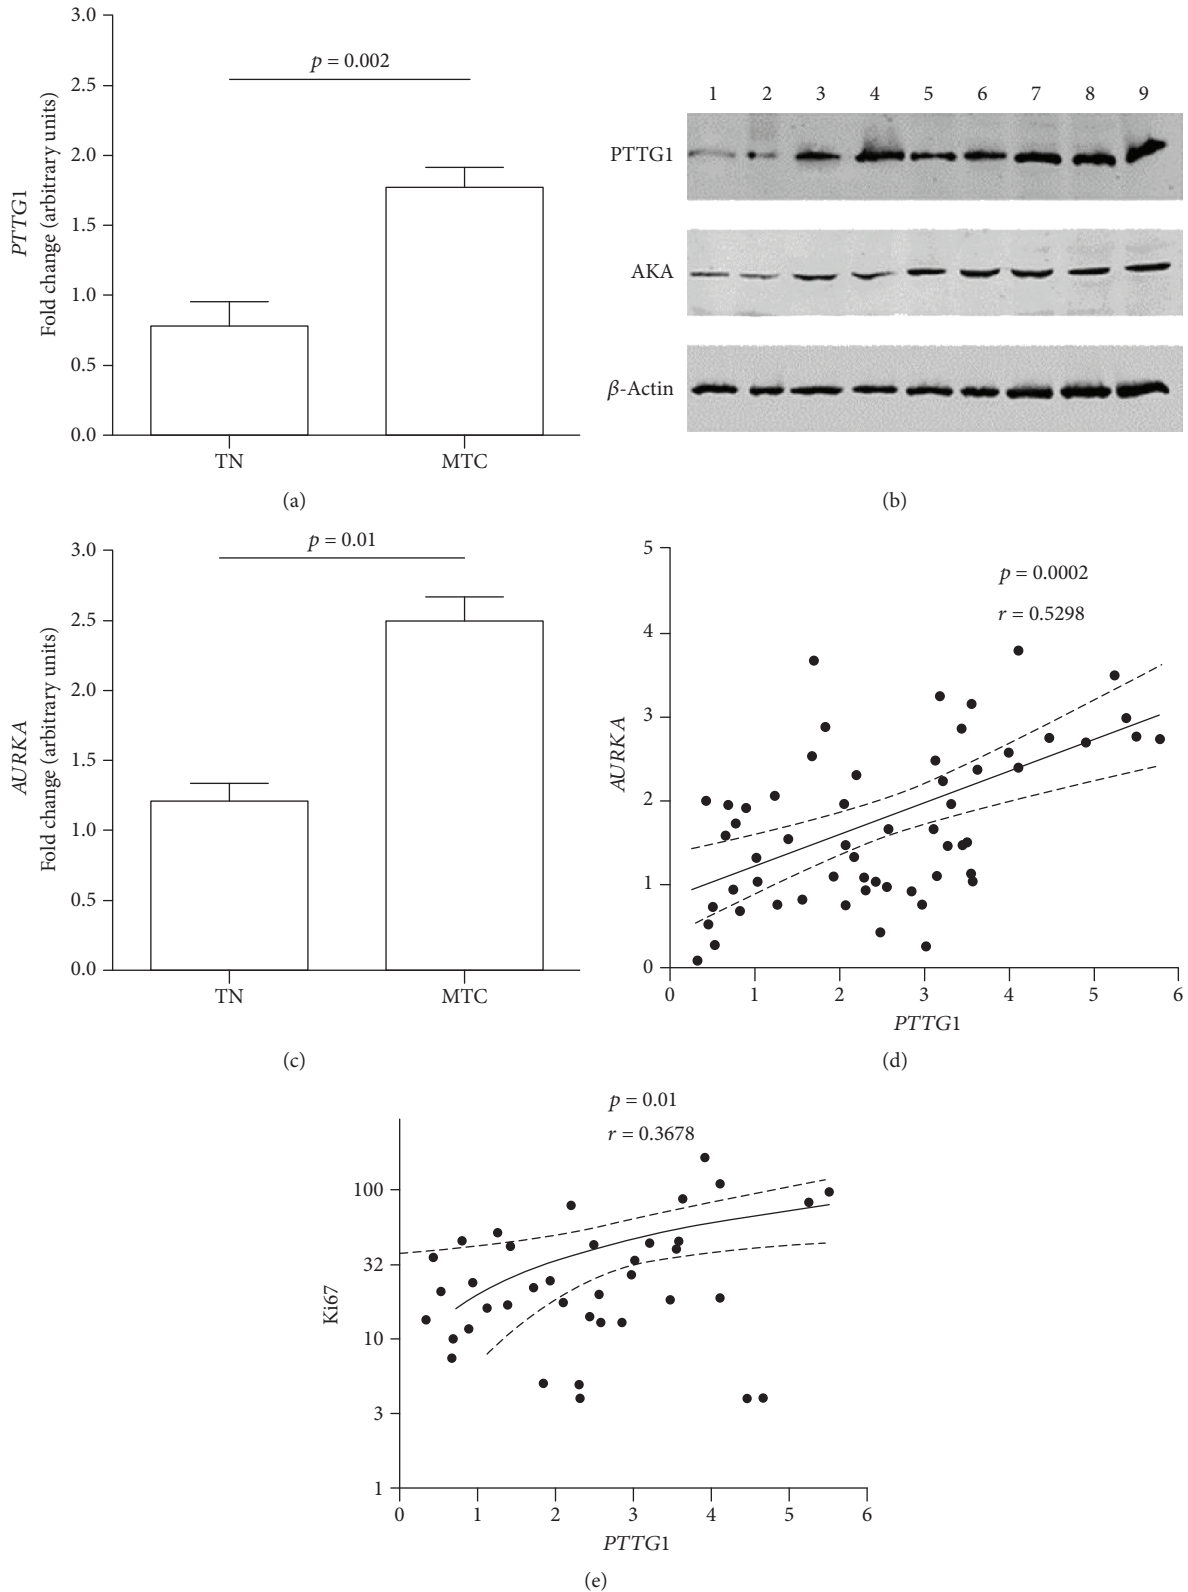 3.0
2.5
2.0
1.5
1.0
0.5
0.0
PTTG1
Fold change (arbitrary units)
p = 0.002
TN
MTC
(a)
1 2 3 4 5 6 7 8 9
PTTG1
AKA
β-Actin
(b)
3.0
2.5
2.0
1.5
1.0
0.5
0.0
AURKA
Fold change (arbitrary units)
p = 0.01
TN
MTC
(c)
5
4
3
2
1
0
AURKA
p = 0.0002
r = 0.5298
0 1 2 3 4 5 6
PTTG1
(d)
p = 0.01
r = 0.3678
100
32
10
3
1
Ki67
0 1 2 3 4 5 6
PTTG1
(e)